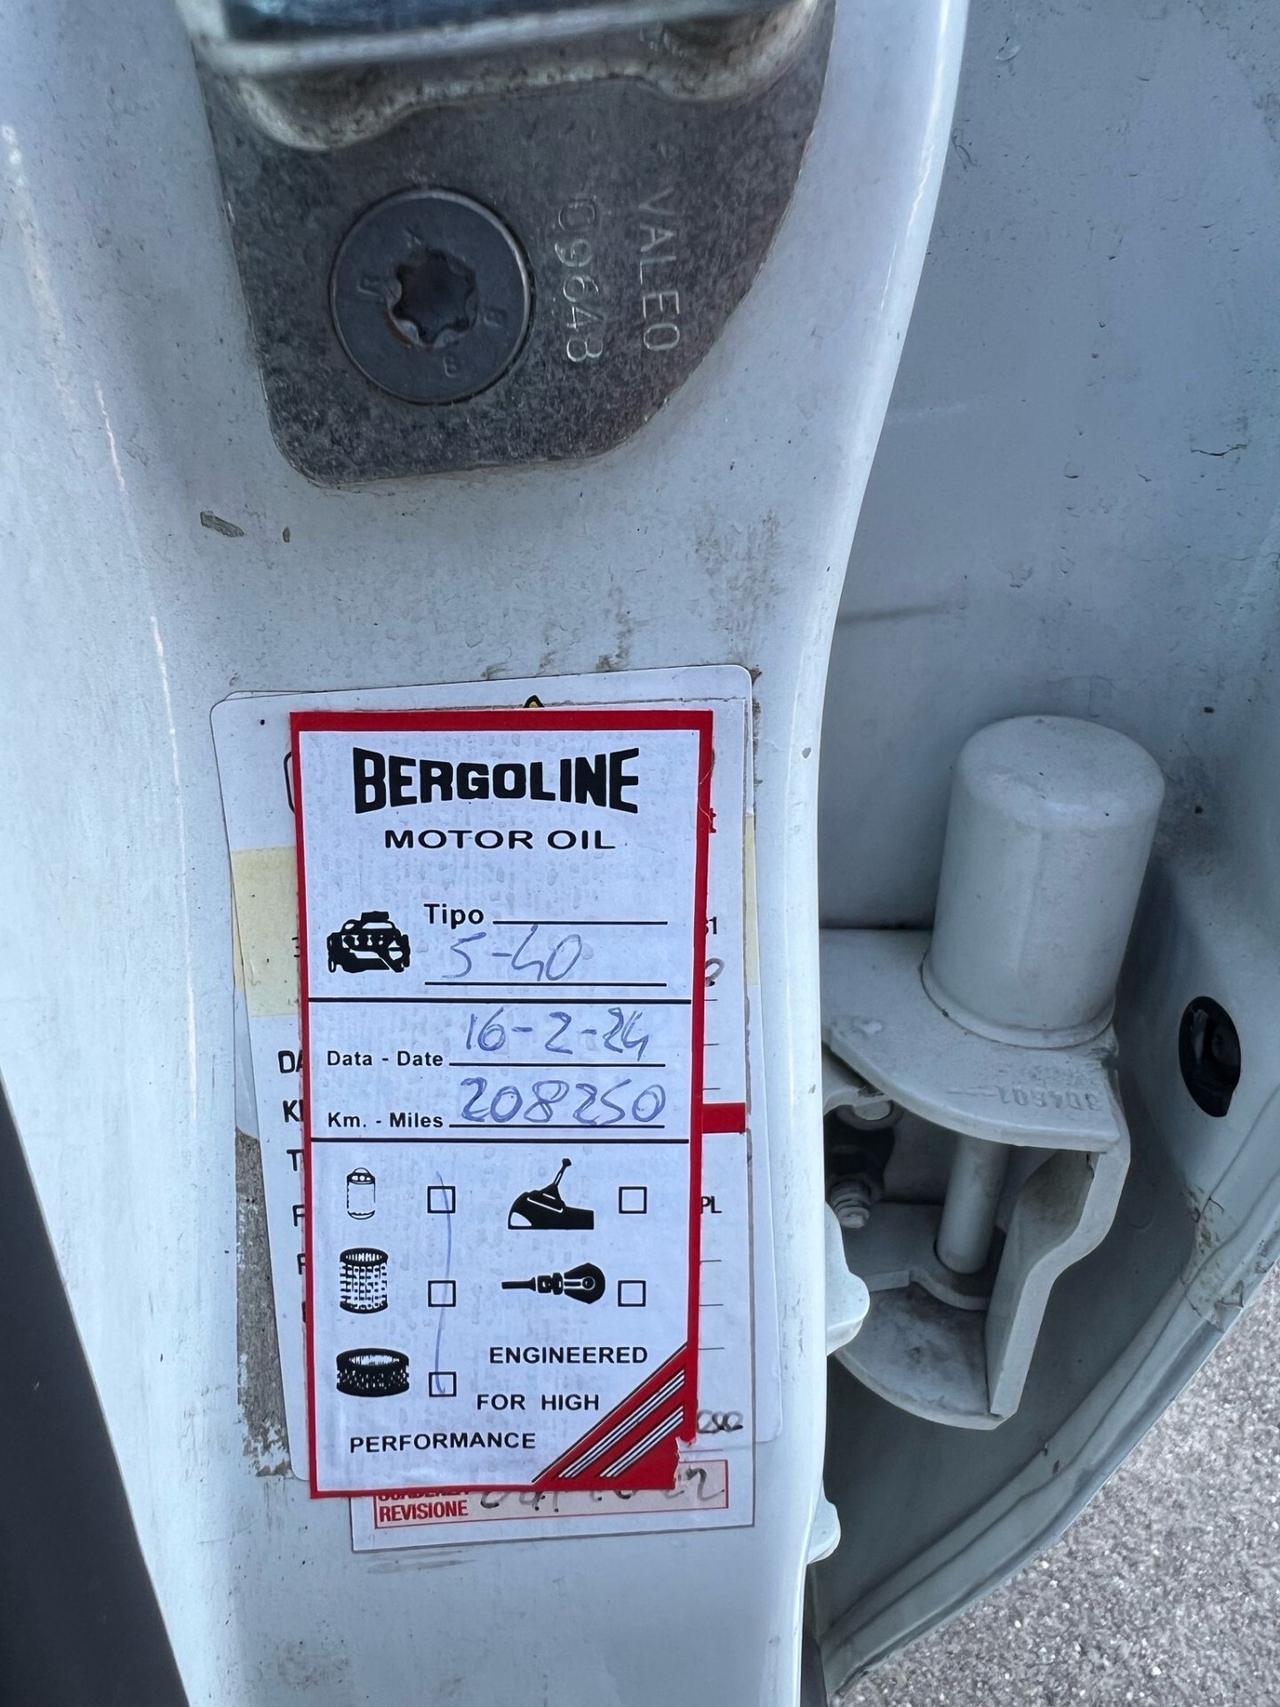 VALEO
09648
BERGOLINE
MOTOR OIL
Tipo
5-40
16-2-24
Data - Date
208250
Km. - Miles
ENGINEERED
FOR HIGH
PERFORMANCE
REVISIONE
304601